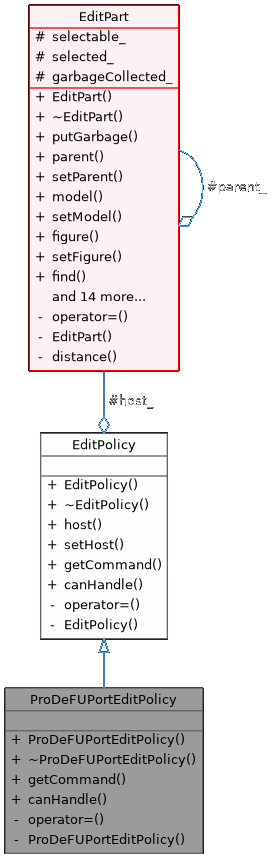 EditPart
# selectable_
# selected_
# garbageCollected_
+ EditPart()
+ ~EditPart()
+ putGarbage()
+ parent()
+ setParent()
+ model()
+ setModel()
+ figure()
+ setFigure()
+ find()
and 14 more...
- operator=()
- EditPart()
- distance()
#parent_
#host_
EditPolicy
+ EditPolicy()
+ ~EditPolicy()
+ host()
+ setHost()
+ getCommand()
+ canHandle()
- operator=()
- EditPolicy()
ProDeFUPortEditPolicy
+ ProDeFUPortEditPolicy()
+ ~ProDeFUPortEditPolicy()
+ getCommand()
+ canHandle()
- operator=()
- ProDeFUPortEditPolicy()